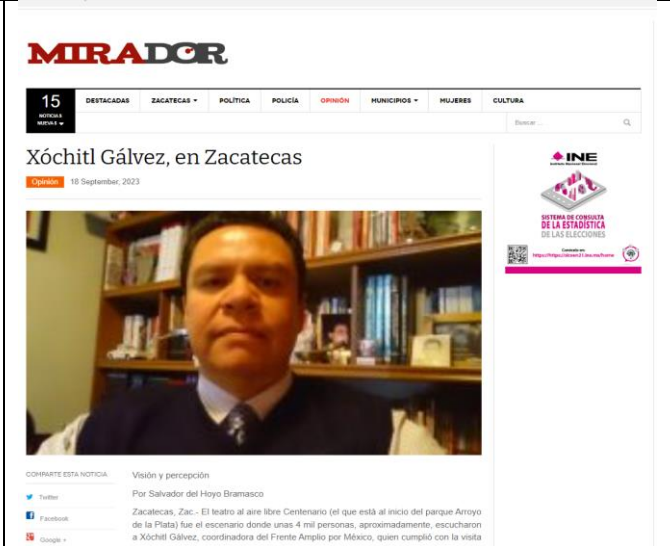 MIRADOR
15
NOTICIAS
NUEVAS
DESTACADAS ZACATECAS POLÍTICA POLICÍA OPINIÓN MUNICIPIOS MUJERES CULTURA
Buscar ...
Xóchitl Gálvez, en Zacatecas
Opinión 18 September, 2023
INE
Instituto Nacional Electoral
SISTEMA DE CONSULTA
DE LA ESTADÍSTICA
DE LAS ELECCIONES
COMPARTE ESTA NOTICIA
Twitter
Facebook
Google +
Visión y percepción
Por Salvador del Hoyo Bramasco
Zacatecas, Zac.- El teatro al aire libre Centenario (el que está al inicio del parque Arroyo
de la Plata) fue el escenario donde unas 4 mil personas, aproximadamente, escucharon
a Xóchitl Gálvez, coordinadora del Frente Amplio por México, quien cumplió con la visita